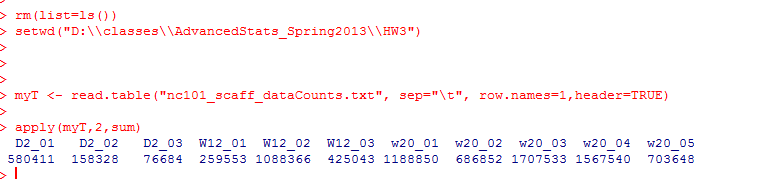 >
> rm(list=ls())
> setwd("D:\\classes\\AdvancedStats_Spring2013\\HW3")
>
>
>
> myT <- read.table("nc101_scaff_dataCounts.txt", sep="\t", row.names=1,header=TRUE)
>
> apply(myT,2,sum)
D2_01 D2_02 D2_03 W12_01 W12_02 W12_03 w20_01 w20_02 w20_03 w20_04 w20_05
580411 158328 76684 259553 1088366 425043 1188850 686852 1707533 1567540 703648
>